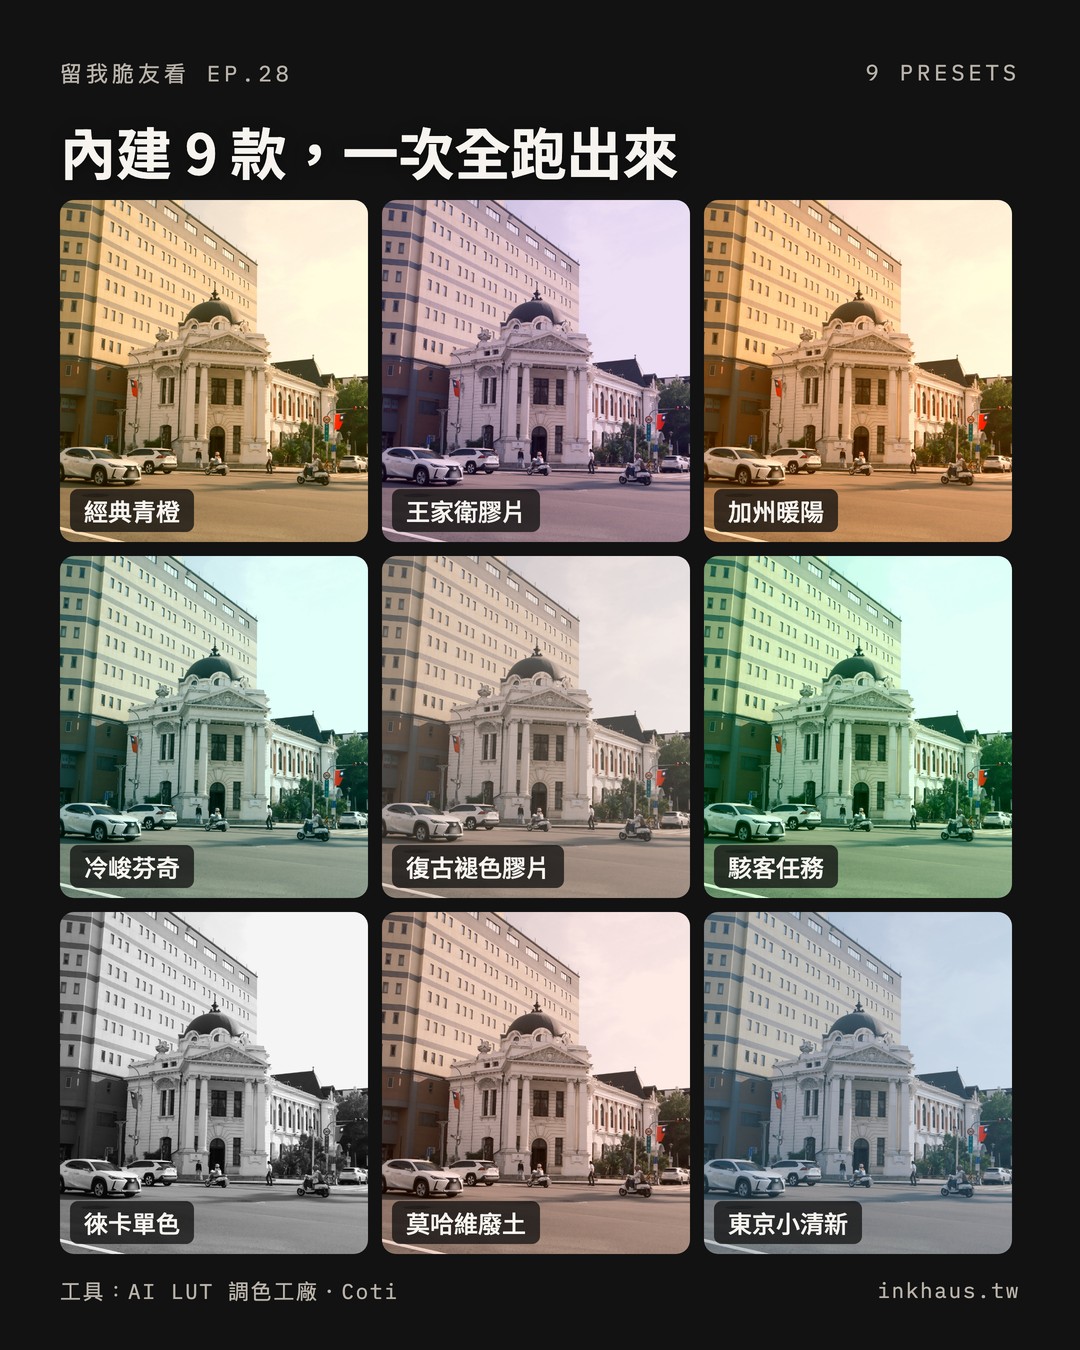 留我脆友看 EP.28
9 PRESETS
內建 9 款，一次全跑出來
經典青橙
王家衛膠片
加州暖陽
冷峻芬奇
復古褪色膠片
駭客任務
徠卡單色
莫哈維廢土
東京小清新
工具：AI LUT 調色工廠・Coti
inkhaus.tw